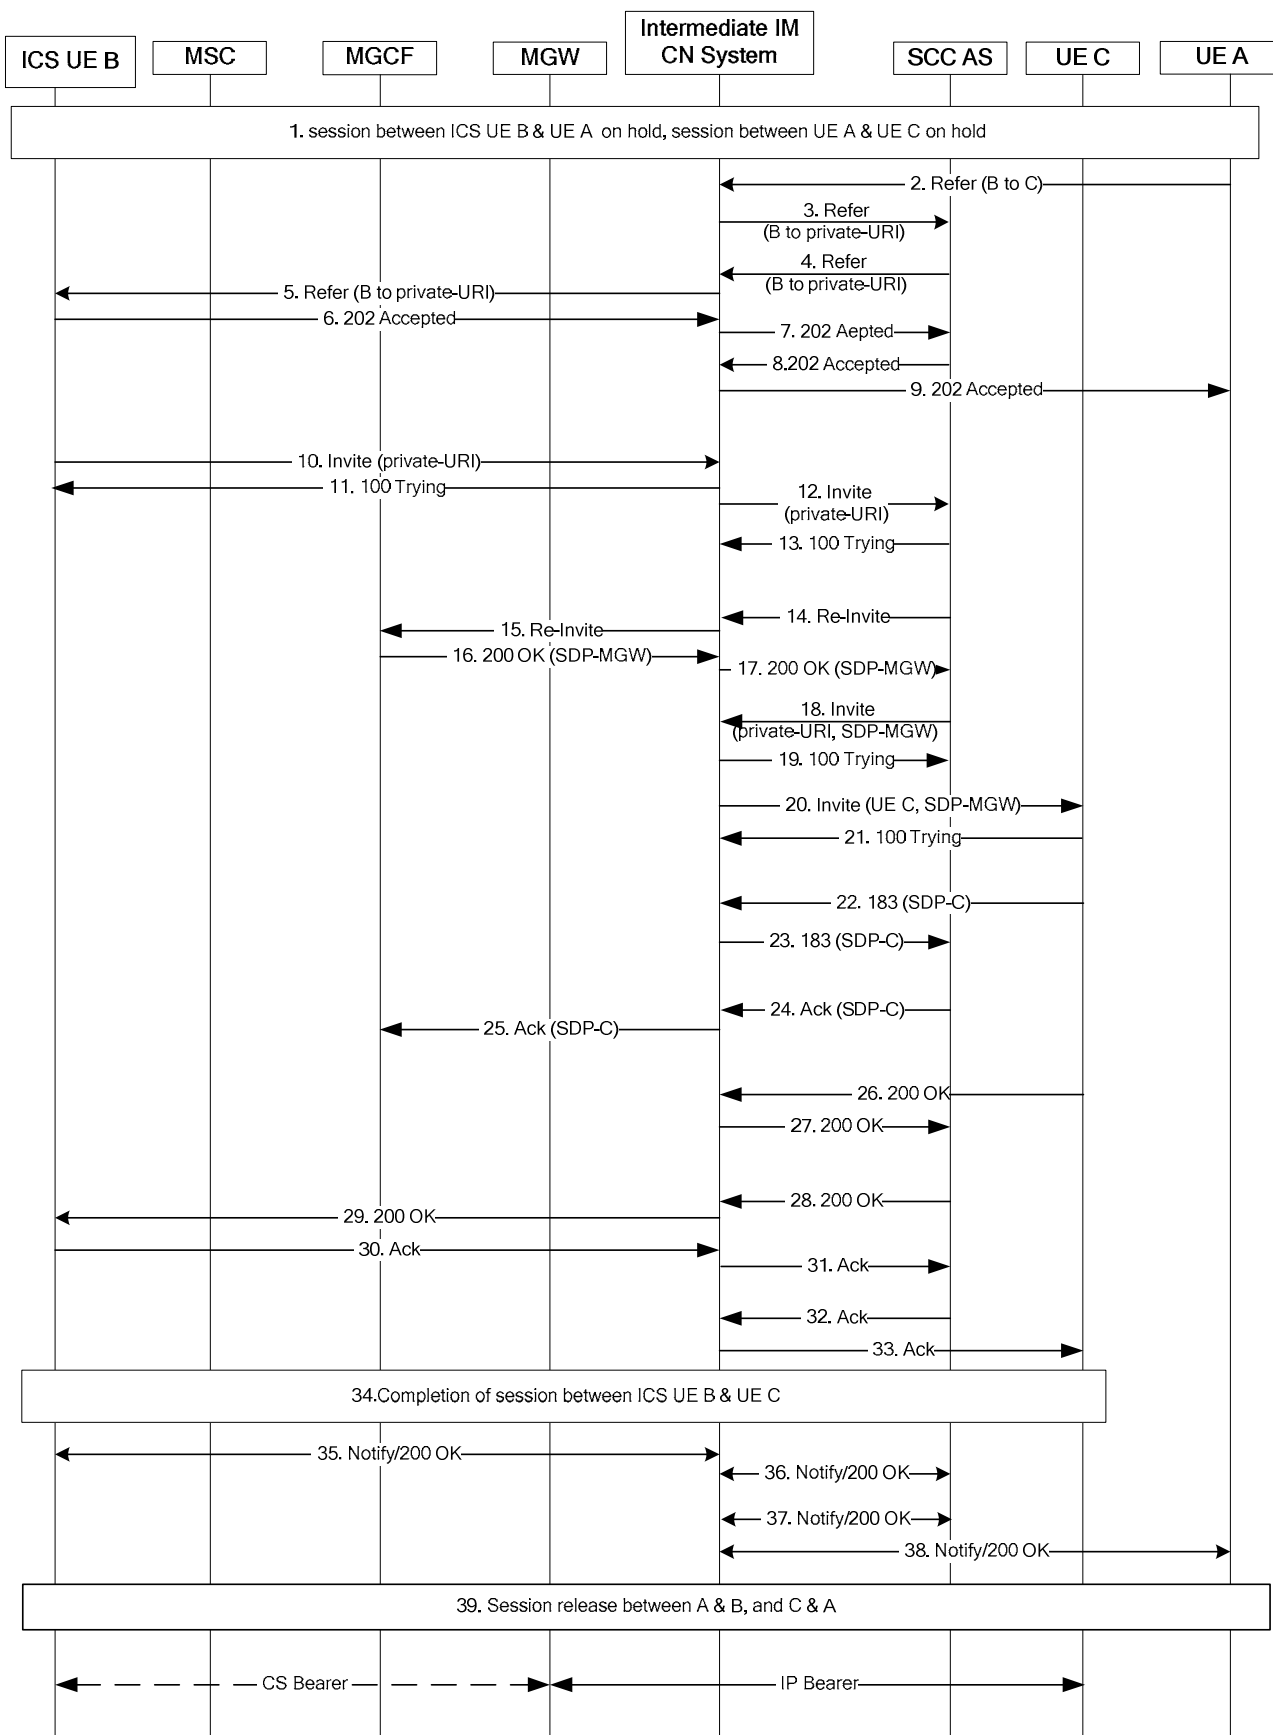 ICS UE B
MSC
MGCF
MGW
Intermediate IM
CN System
SCC AS
UE C
UE A
1. session between ICS UE B & UE A on hold, session between UE A & UE C on hold
2. Refer (B to C)
3. Refer
(B to private-URI)
4. Refer
(B to private-URI)
5. Refer (B to private-URI)
6. 202 Accepted
7. 202 Aepted
8.202 Accepted
9. 202 Accepted
10. Invite (private-URI)
11. 100 Trying
12. Invite
(private-URI)
13. 100 Trying
14. Re-Invite
15. Re-Invite
16. 200 OK (SDP-MGW)
17. 200 OK (SDP-MGW)
18. Invite
(private-URI, SDP-MGW)
19. 100 Trying
20. Invite (UE C, SDP-MGW)
21. 100 Trying
22. 183 (SDP-C)
23. 183 (SDP-C)
24. Ack (SDP-C)
25. Ack (SDP-C)
26. 200 OK
27. 200 OK
28. 200 OK
29. 200 OK
30. Ack
31. Ack
32. Ack
33. Ack
34.Completion of session between ICS UE B & UE C
35. Notify/200 OK
36. Notify/200 OK
37. Notify/200 OK
38. Notify/200 OK
39. Session release between A & B, and C & A
CS Bearer
IP Bearer